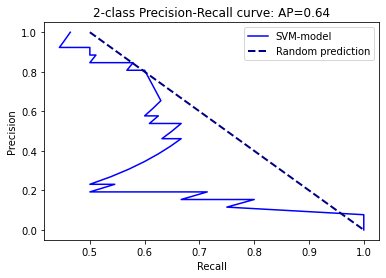 2-class Precision-Recall curve: AP=0.64
SVM-model
Random prediction
Precision
1.0
0.8
0.6
0.4
0.2
0.0
0.5
0.6
0.7
0.8
0.9
1.0
Recall